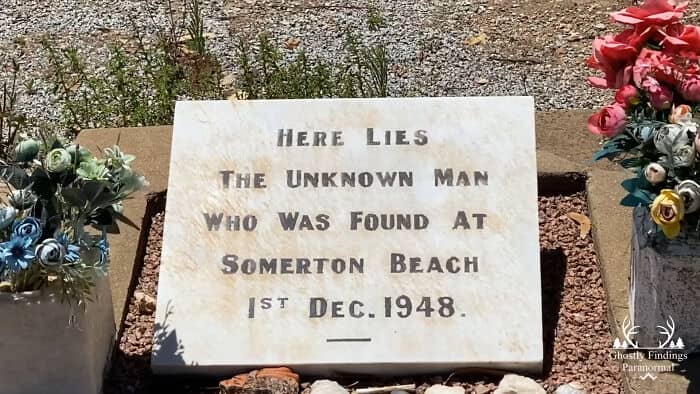 Here Lies
The Unknown Man
Who Was Found At
Somerton Beach
1st Dec. 1948.
Ghostly Findings
Paranormal